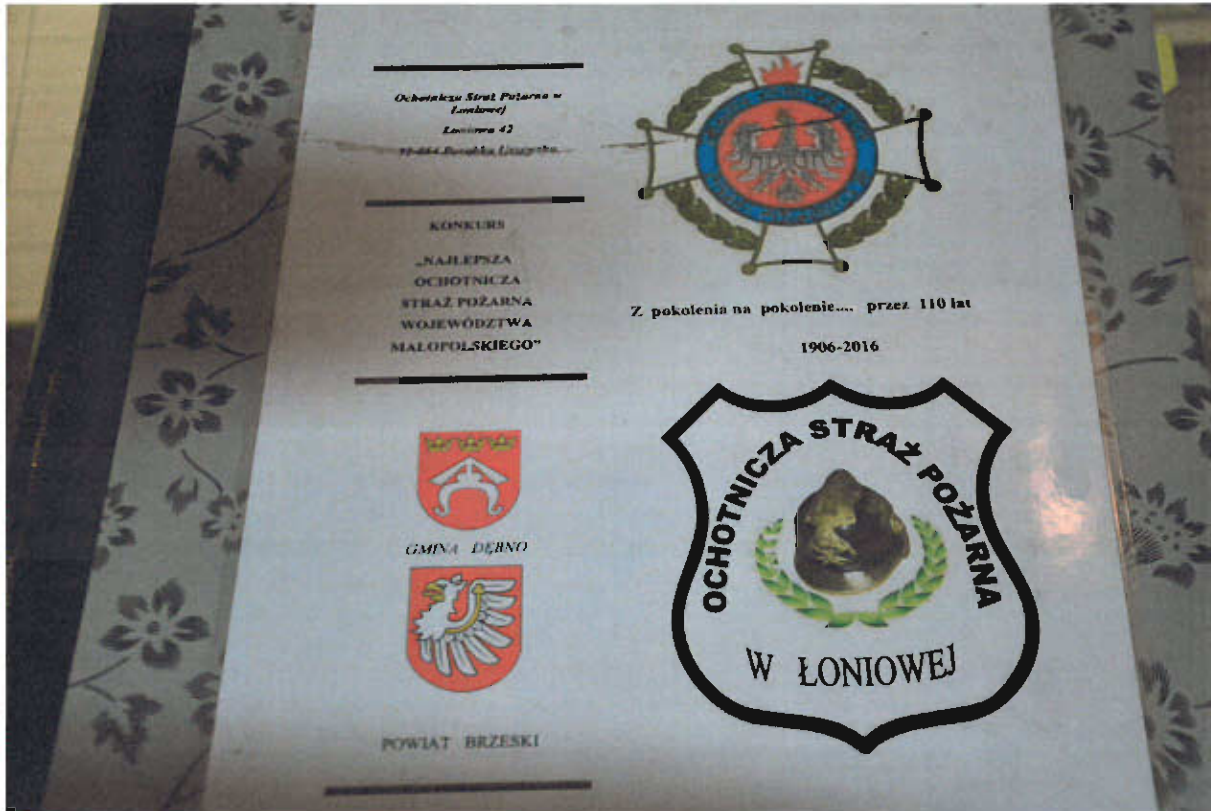 Ochotnicza Straż Pożarna w
Łoniowej
Łoniowa 42
KONKURS
„NAJLEPSZA
OCHOTNICZA
STRAŻ POŻARNA
WOJEWÓDZTWA
MAŁOPOLSKIEGO”
GMINA DĘBNO
POWIAT BRZESKI
Z pokolenia na pokolenie.... przez 110 lat
1906-2016
OCHOTNICZA STRAŻ POŻARNA
W ŁONIOWEJ